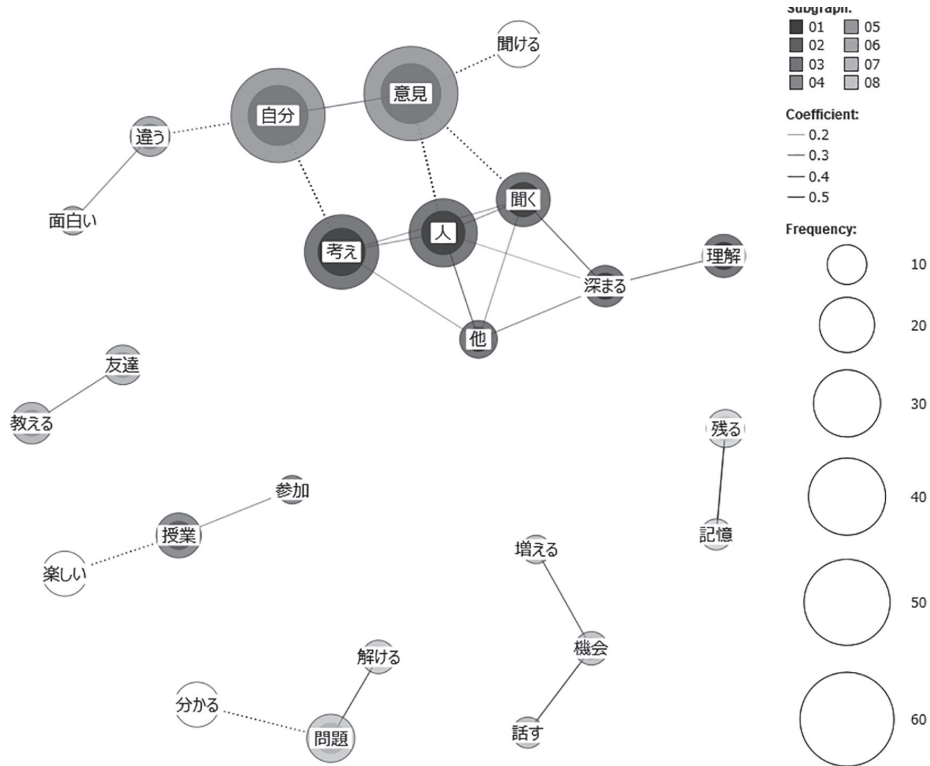 Subgraph:
01 05
02 06
03 07
04 08
Coefficient:
0.2
0.3
0.4
0.5
Frequency:
10
20
30
40
50
60
聞ける
意見
自分
違う
面白い
聞く
人
考え
理解
深まる
他
友達
教える
残る
記憶
参加
授業
楽しい
増える
機会
話す
解ける
分かる
問題